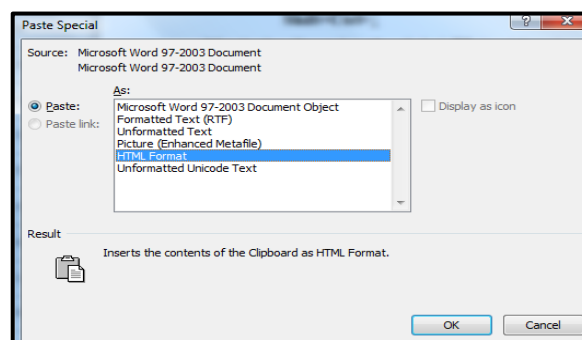 Paste Special
Source: Microsoft Word 97-2003 Document
Microsoft Word 97-2003 Document
As:
Paste:
Paste link:
Microsoft Word 97-2003 Document Object
Formatted Text (RTF)
Unformatted Text
Picture (Enhanced Metafile)
HTML Format
Unformatted Unicode Text
Display as icon
Result
Inserts the contents of the Clipboard as HTML Format.
OK
Cancel